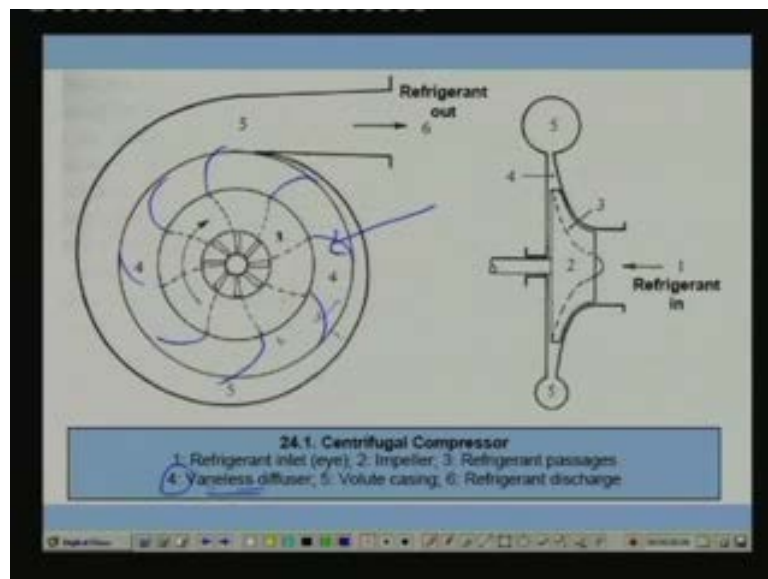 5
Refrigerant
out
6
3
4
4
5
5
4
3
2
1
Refrigerant
in
5
24.1. Centrifugal Compressor
1: Refrigerant inlet (eye); 2: Impeller; 3: Refrigerant passages
4: Vaneless diffuser; 5: Volute casing; 6: Refrigerant discharge